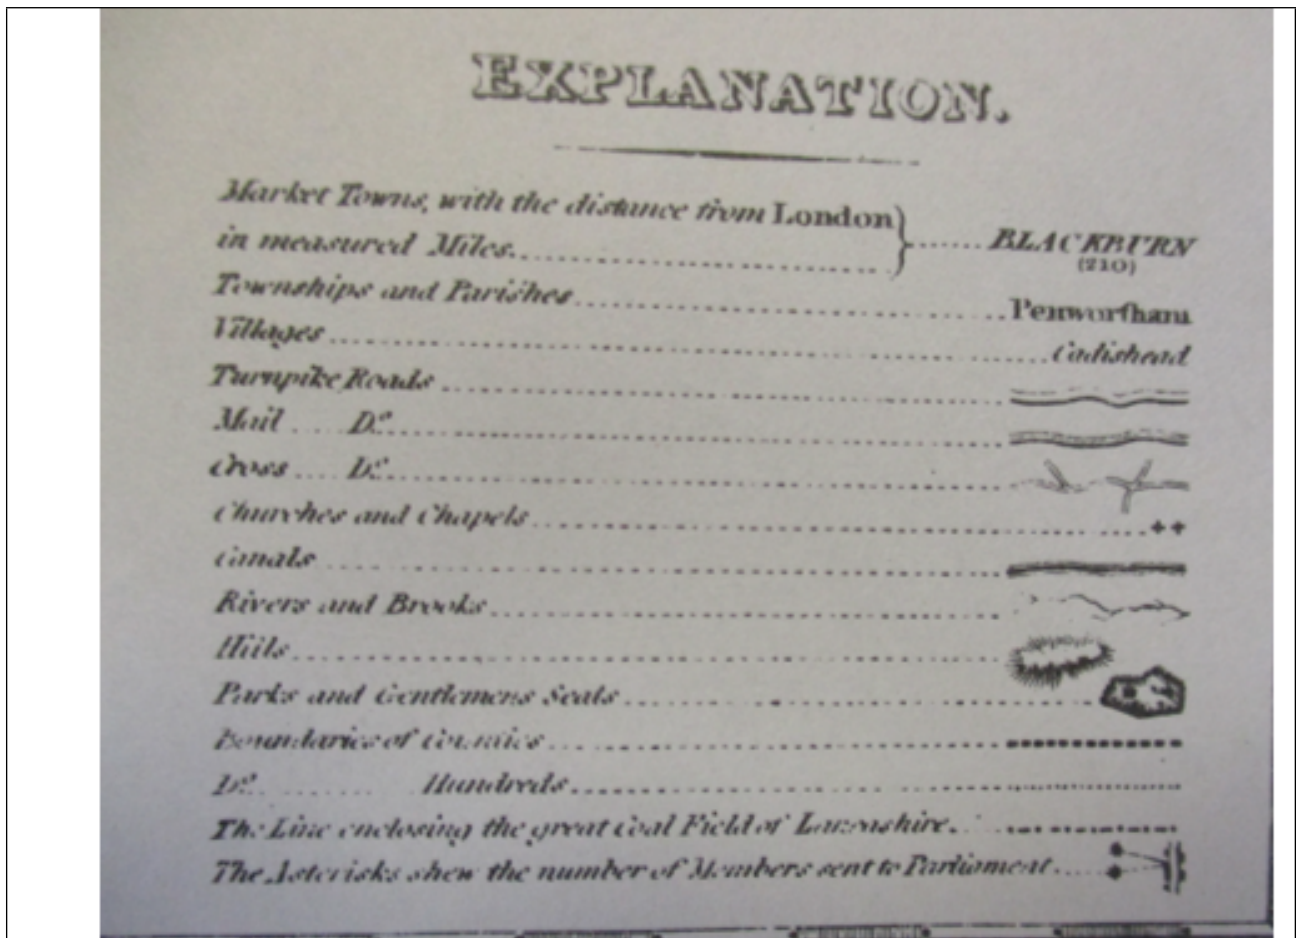 EXPLANATION.
Market Towns, with the distance from London
in measured Miles. BLACKBURN
(210)
Townships and Parishes Penwortham
Villages Cadishead
Turnpike Roads
Mail Do.
Cross Do.
Churches and Chapels
Canals
Rivers and Brooks
Hills
Parks and Gentlemens Seats
Boundaries of Counties
Do. Hundreds
The Line enclosing the great Coal Field of Lancashire.
The Asterisks shew the number of Members sent to Parliament